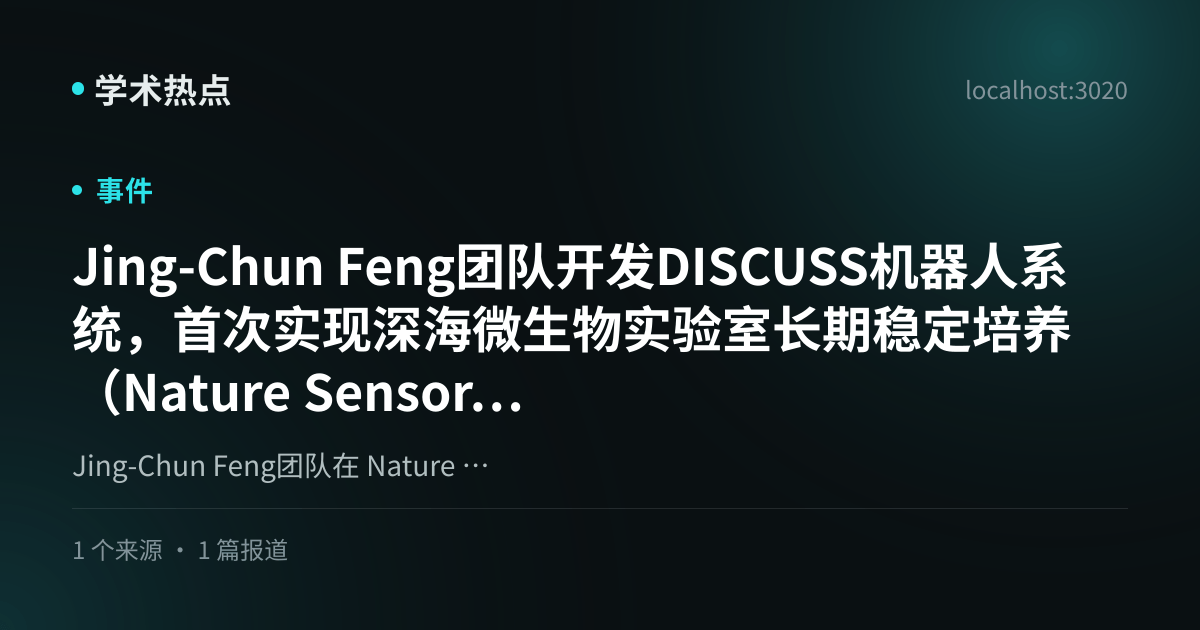 学术热点
localhost:3020
事件
Jing-Chun Feng团队开发DISCUSS机器人系
统，首次实现深海微生物实验室长期稳定培养
（Nature Sensor…
Jing-Chun Feng团队在 Nature …
1 个来源 · 1 篇报道